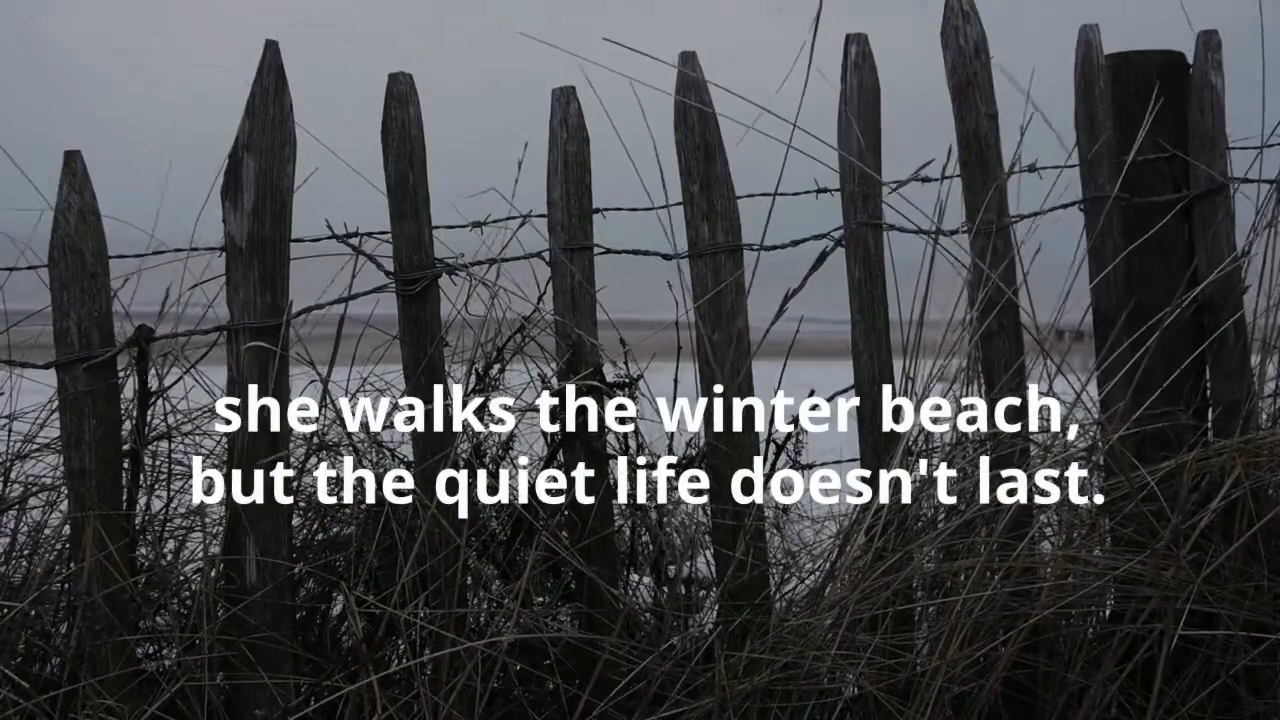 she walks the winter beach,
but the quiet life doesn't last.